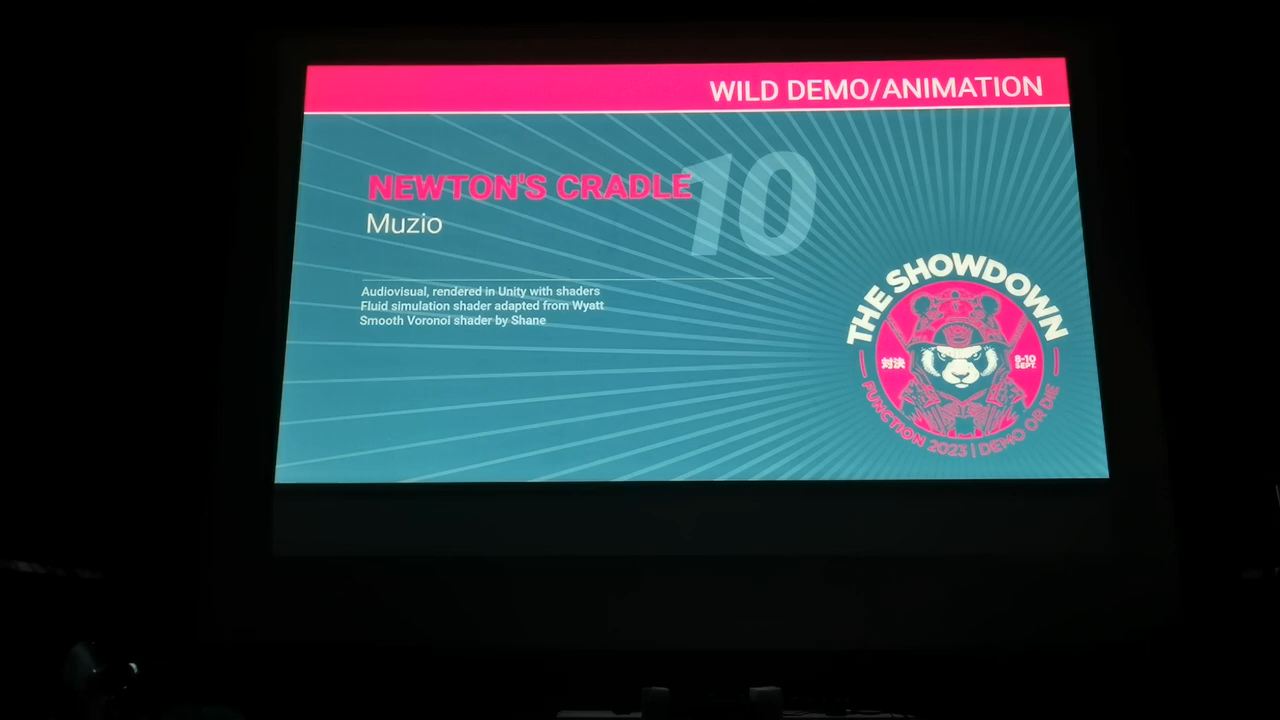 WILD DEMO/ANIMATION
10
NEWTON'S CRADLE
Muzio
Audiovisual, rendered in Unity with shaders
Fluid simulation shader adapted from Wyatt
Smooth Voronoi shader by Shane
THE SHOWDOWN
対決
8-10
SEPT.
FUNCTION 2023 | DEMO OR DIE